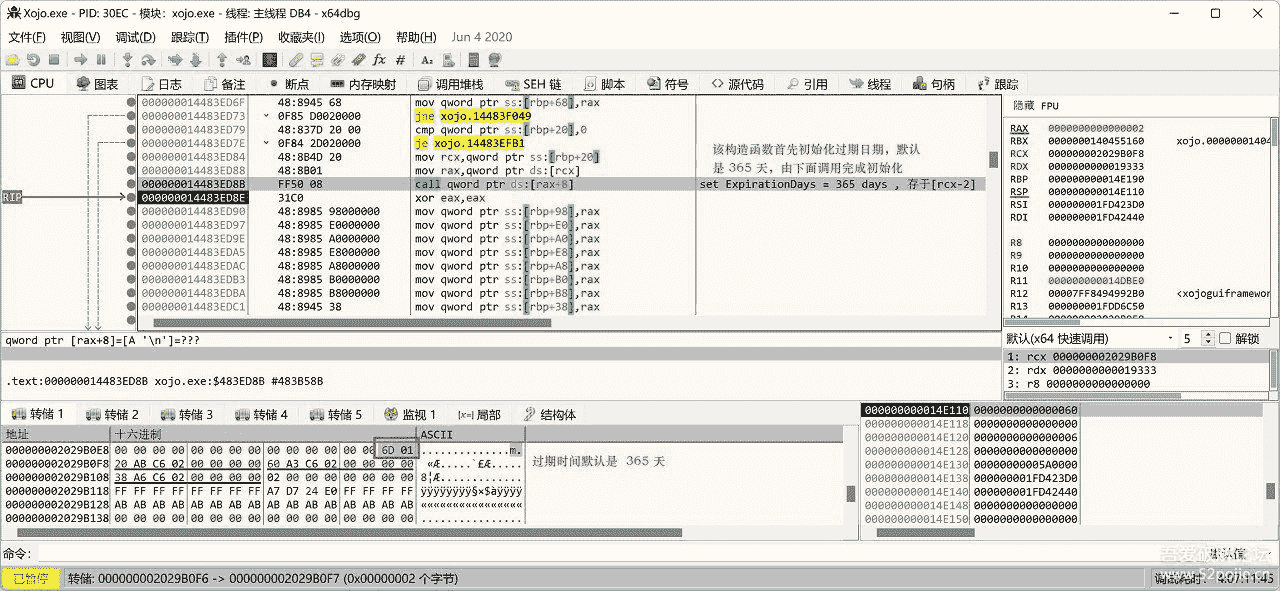 Xojo.exe - PID: 30EC - 模块: xojo.exe - 线程: 主线程 DB4 - x64dbg
文件(F) 视图(V) 调试(D) 跟踪(T) 插件(P) 收藏夹(I) 选项(O) 帮助(H) Jun 4 2020
CPU 图表 日志 备注 断点 内存映射 调用堆栈 SEH 链 脚本 符号 源代码 引用 线程 句柄 跟踪
000000014483ED6F 48:8945 68 mov qword ptr ss:[rbp+68],rax
000000014483ED73 0F85 D0020000 jne xojo.14483F049
000000014483ED79 48:837D 20 00 cmp qword ptr ss:[rbp+20],0
000000014483ED7E 0F84 2D020000 je xojo.14483EFB1
000000014483ED84 48:8B4D 20 mov rcx,qword ptr ss:[rbp+20]
000000014483ED88 48:8B01 mov rax,qword ptr ds:[rcx]
000000014483ED8B FF50 08 call qword ptr ds:[rax+8] set ExpirationDays = 365 days , 存于[rcx-2]
RIP 000000014483ED8E 31C0 xor eax,eax
000000014483ED90 48:8985 98000000 mov qword ptr ss:[rbp+98],rax
000000014483ED97 48:8985 E0000000 mov qword ptr ss:[rbp+E0],rax
000000014483ED9E 48:8985 A0000000 mov qword ptr ss:[rbp+A0],rax
000000014483EDA5 48:8985 E8000000 mov qword ptr ss:[rbp+E8],rax
000000014483EDAC 48:8985 A8000000 mov qword ptr ss:[rbp+A8],rax
000000014483EDB3 48:8985 B0000000 mov qword ptr ss:[rbp+B0],rax
000000014483EDBA 48:8985 B8000000 mov qword ptr ss:[rbp+B8],rax
000000014483EDC1 48:8945 38 mov qword ptr ss:[rbp+38],rax
该构造函数首先初始化过期日期，默认
是 365 天，由下面调用完成初始化
隐藏 FPU
RAX 0000000000000002
RBX 0000000140455160 xojo.0000001404
RCX 000000002029B0F8
RDX 0000000000019333
RBP 000000000014E190
RSP 000000000014E110
RSI 000000001FD423D0
RDI 000000001FD42440
R8 0000000000000000
R9 0000000000000000
R10 0000000000000000
R11 000000000014DBE0
R12 00007FF8494992B0 <xojoguiframewor
R13 000000001FDD6C50
qword ptr [rax+8]=[A '\n']=???
.text:000000014483ED8B xojo.exe:$483ED8B #483B58B
默认(x64 快速调用) 5 解锁
1: rcx 000000002029B0F8
2: rdx 0000000000019333
3: r8 0000000000000000
转储 1 转储 2 转储 3 转储 4 转储 5 监视 1 [x=] 局部 结构体
地址 十六进制 ASCII
000000002029B0E8 00 00 00 00 00 00 00 00 00 00 00 00 00 00 6D 01 ..............m.
000000002029B0F8 20 AB C6 02 00 00 00 00 60 A3 C6 02 00 00 00 00 «Æ.....`£Æ.....
000000002029B108 38 A6 C6 02 00 00 00 00 02 00 00 00 00 00 00 00 8¦Æ.............
000000002029B118 FF FF FF FF FF FF FF FF A7 D7 24 E0 FF FF FF FF ÿÿÿÿÿÿÿÿ§×$àÿÿÿÿ
000000002029B128 AB AB AB AB AB AB AB AB AB AB AB AB AB AB AB AB ««««««««««««««««
000000002029B138 00 00 00 00 00 00 00 00 00 00 00 00 00 00 00 00 ................
过期时间默认是 365 天
000000000014E110 0000000000000060
000000000014E118 0000000000000000
000000000014E120 0000000000000006
000000000014E128 0000000000000000
000000000014E130 00000000005A0000
000000000014E138 000000001FD423D0
000000000014E140 000000001FD42440
000000000014E148 0000000000000000
000000000014E150 0000000000000000
命令: 默认值
已暂停 转储: 000000002029B0F6 -> 000000002029B0F7 (0x00000002 个字节) 调试耗时: 4:07:11:45
吾爱破解论坛
www.52pojie.cn